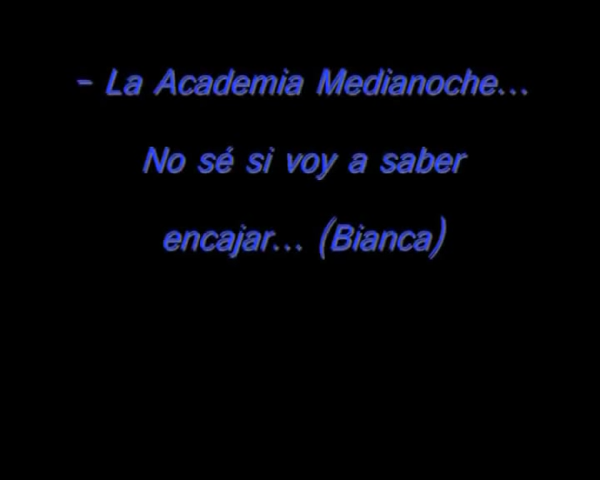 - La Academia Medianoche...
No sé si voy a saber
encajar... (Bianca)